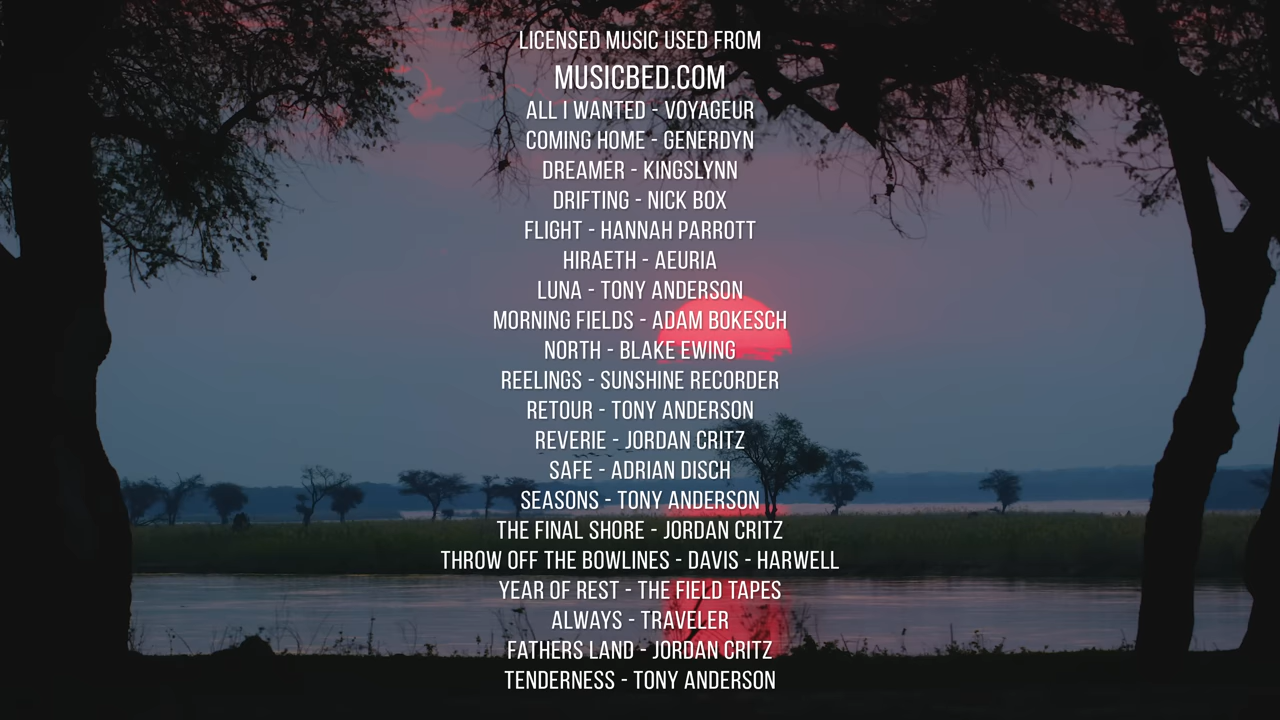 LICENSED MUSIC USED FROM
MUSICBED.COM
ALL I WANTED - VOYAGEUR
COMING HOME - GENERDYN
DREAMER - KINGSLYNN
DRIFTING - NICK BOX
FLIGHT - HANNAH PARROTT
HIRAETH - AEURIA
LUNA - TONY ANDERSON
MORNING FIELDS - ADAM BOKESCH
NORTH - BLAKE EWING
REELINGS - SUNSHINE RECORDER
RETOUR - TONY ANDERSON
REVERIE - JORDAN CRITZ
SAFE - ADRIAN DISCH
SEASONS - TONY ANDERSON
THE FINAL SHORE - JORDAN CRITZ
THROW OFF THE BOWLINES - DAVIS - HARWELL
YEAR OF REST - THE FIELD TAPES
ALWAYS - TRAVELER
FATHERS LAND - JORDAN CRITZ
TENDERNESS - TONY ANDERSON